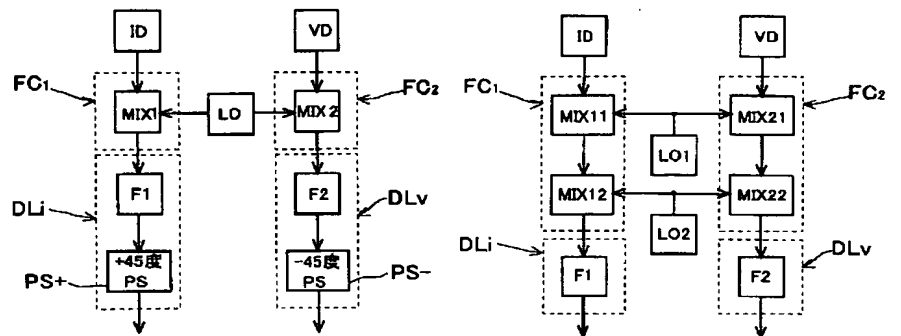 ID
VD
FC1
FC2
MIX1
LO
MIX2
DLi
F1
F2
DLv
PS+
+45度
PS
-45度
PS
PS-
ID
VD
FC1
FC2
MIX11
MIX21
LO1
MIX12
MIX22
LO2
DLi
F1
F2
DLv